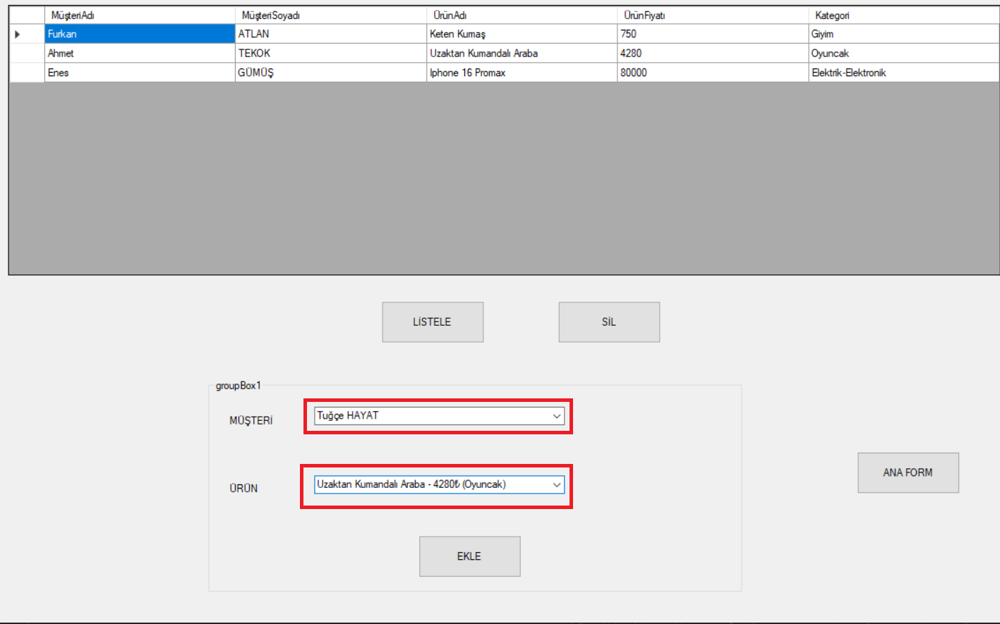 MüşteriAdı MüşteriSoyadı ÜrünAdı ÜrünFiyatı Kategori
Furkan ATLAN Keten Kumaş 750 Giyim
Ahmet TEKOK Uzaktan Kumandalı Araba 4280 Oyuncak
Enes GÜMÜŞ Iphone 16 Promax 80000 Elektrik-Elektronik
LİSTELE SİL
groupBox1
MÜŞTERİ Tuğçe HAYAT
ÜRÜN Uzaktan Kumandalı Araba - 4280₺ (Oyuncak)
ANA FORM
EKLE